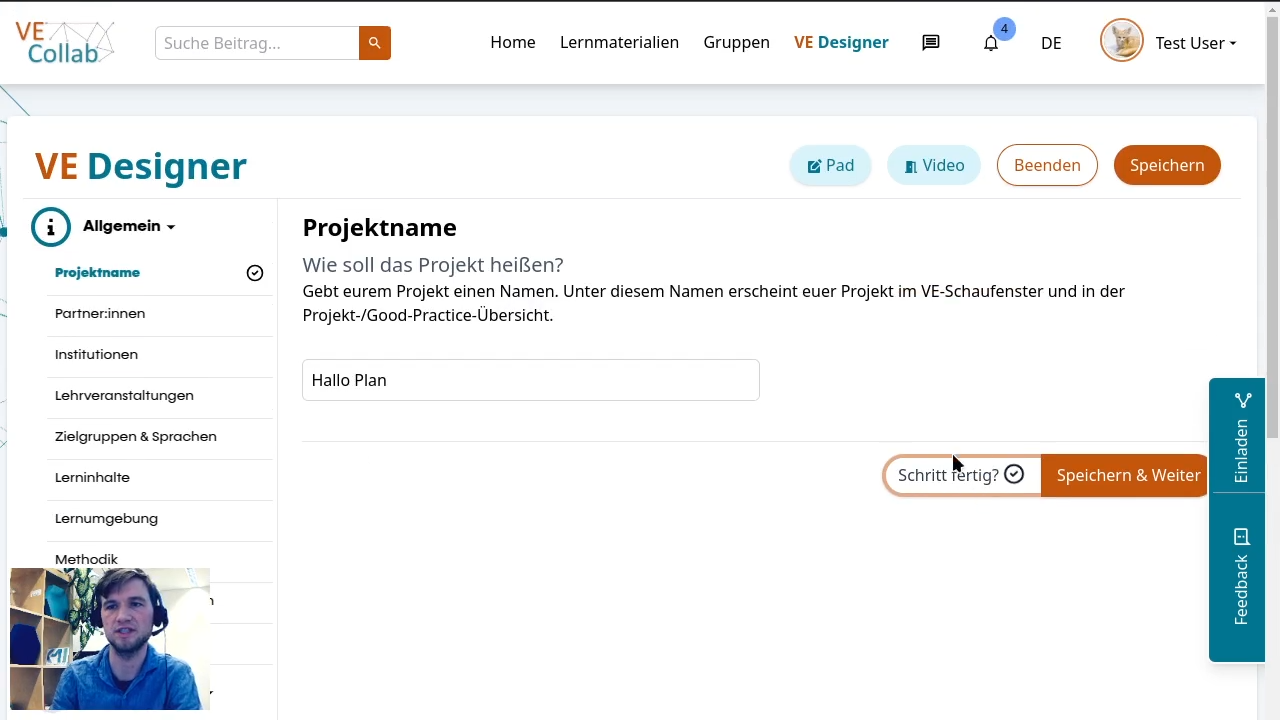 VE
Collab
Suche Beitrag...
Home
Lernmaterialien
Gruppen
VE Designer
4
DE
Test User
VE Designer
Pad
Video
Beenden
Speichern
Allgemein
Projektname
Partner:innen
Institutionen
Lehrveranstaltungen
Zielgruppen & Sprachen
Lerninhalte
Lernumgebung
Methodik
Projektname
Wie soll das Projekt heißen?
Gebt eurem Projekt einen Namen. Unter diesem Namen erscheint euer Projekt im VE-Schaufenster und in der
Projekt-/Good-Practice-Übersicht.
Hallo Plan
Schritt fertig?
Speichern & Weiter
Einladen
Feedback